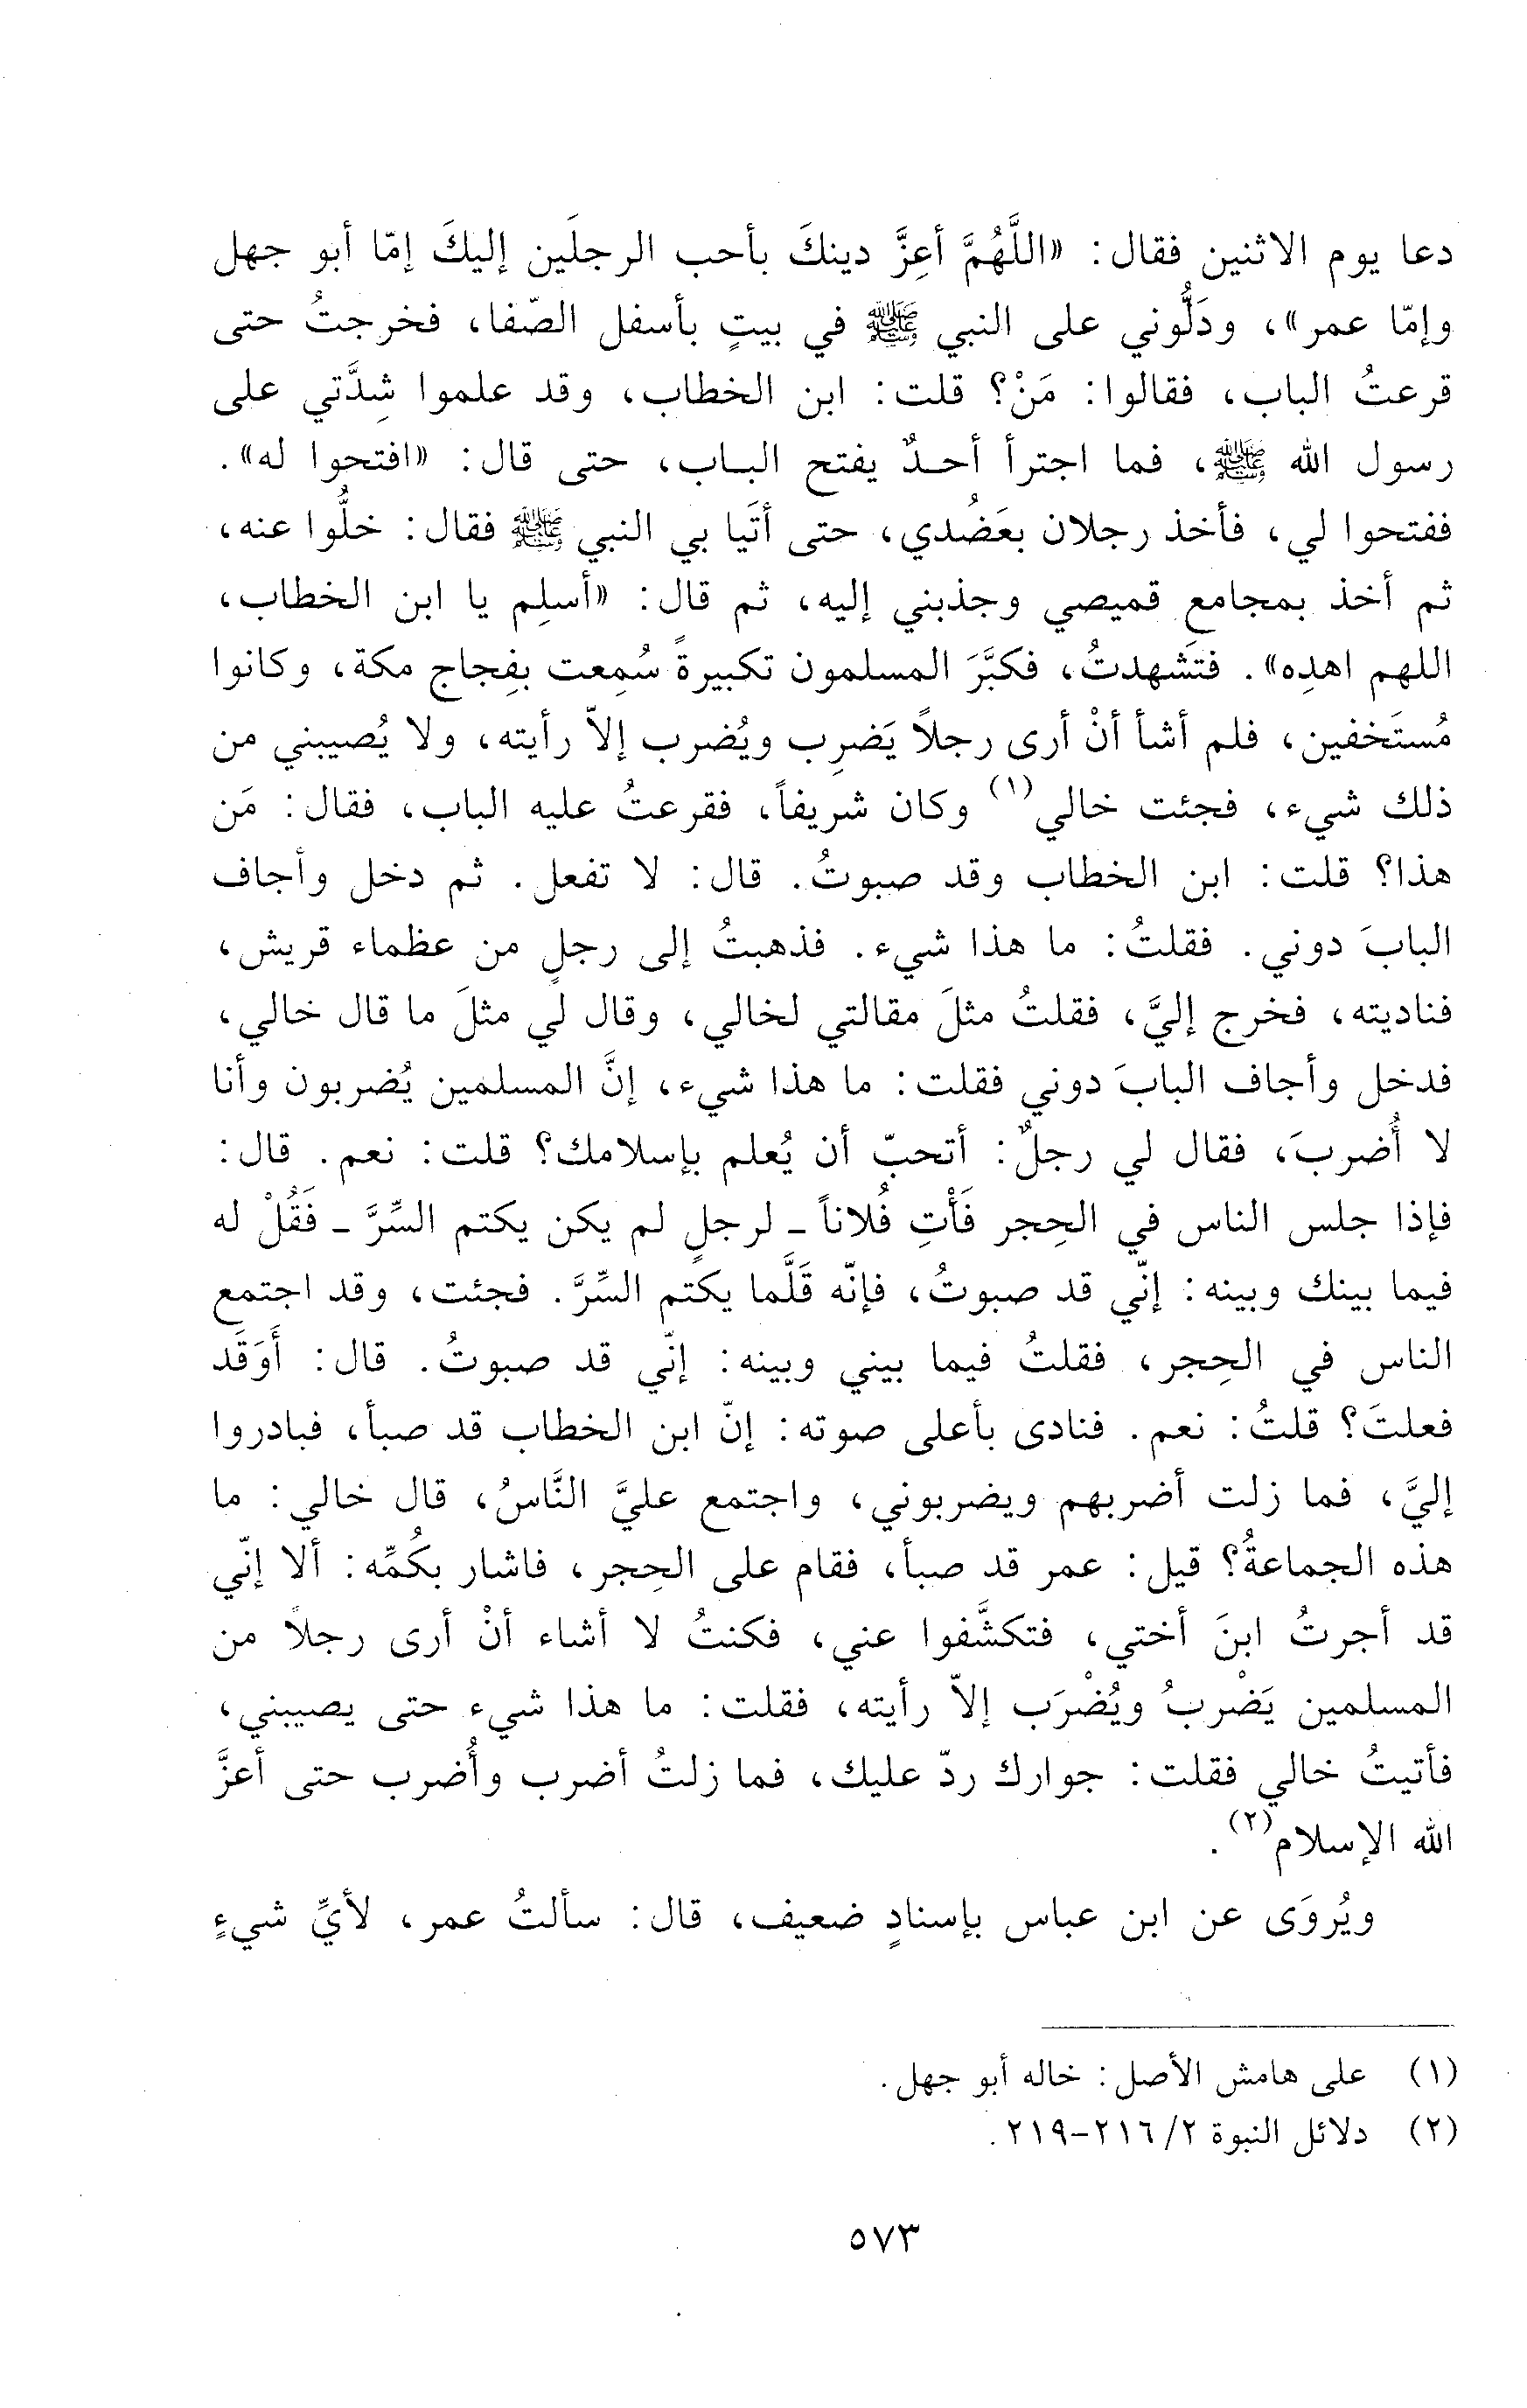 دعا يوم الاثنين فقال: «اللَّهُمَّ أعِزَّ دينكَ بأحب الرجلَين إليكَ إمّا أبو جهل
وإمّا عمر»، ودَلُّوني على النبي ﷺ في بيتٍ بأسفل الصّفا، فخرجتُ حتى
قرعتُ الباب، فقالوا: مَنْ؟ قلت: ابن الخطاب، وقد علموا شِدَّتي على
رسول الله ﷺ، فما اجترأ أحدٌ يفتح الباب، حتى قال: «افتحوا له».
ففتحوا لي، فأخذ رجلان بعَضُدي، حتى أتَيا بي النبي ﷺ فقال: خلُّوا عنه،
ثم أخذ بمجامع قميصي وجذبني إليه، ثم قال: «أسلِم يا ابن الخطاب،
اللهم اهدِه». فتَشهدتُ، فكبَّرَ المسلمون تكبيرةً سُمِعت بفِجاج مكة، وكانوا
مُستَخفين، فلم أشأ أنْ أرى رجلاً يَضرِب ويُضرب إلاّ رأيته، ولا يُصيبني من
ذلك شيء، فجئت خالي(١) وكان شريفاً، فقرعتُ عليه الباب، فقال: مَن
هذا؟ قلت: ابن الخطاب وقد صبوتُ. قال: لا تفعل. ثم دخل وأجاف
البابَ دوني. فقلتُ: ما هذا شيء. فذهبتُ إلى رجلٍ من عظماء قريش،
فناديته، فخرج إليَّ، فقلتُ مثلَ مقالتي لخالي، وقال لي مثلَ ما قال خالي،
فدخل وأجاف البابَ دوني فقلت: ما هذا شيء، إنَّ المسلمين يُضربون وأنا
لا أُضربَ، فقال لي رجلٌ: أتحبّ أن يُعلم بإسلامك؟ قلت: نعم. قال:
فإذا جلس الناس في الحِجر فَأْتِ فُلاناً ـ لرجلٍ لم يكن يكتم السِّرَّ ـ فَقُلْ له
فيما بينك وبينه: إنّي قد صبوتُ، فإنّه قَلَّما يكتم السِّرَّ. فجئت، وقد اجتمع
الناس في الحِجر، فقلتُ فيما بيني وبينه: إنّي قد صبوتُ. قال: أَوَقَد
فعلتَ؟ قلتُ: نعم. فنادى بأعلى صوته: إنّ ابن الخطاب قد صبأ، فبادروا
إليَّ، فما زلت أضربهم ويضربوني، واجتمع عليَّ النَّاسُ، قال خالي: ما
هذه الجماعةُ؟ قيل: عمر قد صبأ، فقام على الحِجر، فاشار بكُمِّه: ألا إنّي
قد أجرتُ ابنَ أختي، فتكشَّفوا عني، فكنتُ لا أشاء أنْ أرى رجلاً من
المسلمين يَضْربُ ويُضْرَب إلاّ رأيته، فقلت: ما هذا شيء حتى يصيبني،
فأتيتُ خالي فقلت: جوارك ردّ عليك، فما زلتُ أضرب وأُضرب حتى أعزَّ
الله الإسلام(٢).
ويُروَى عن ابن عباس بإسنادٍ ضعيف، قال: سألتُ عمر، لأيِّ شيءٍ
(١) على هامش الأصل: خاله أبو جهل.
(٢) دلائل النبوة ٢/ ٢١٦-٢١٩.
٥٧٣